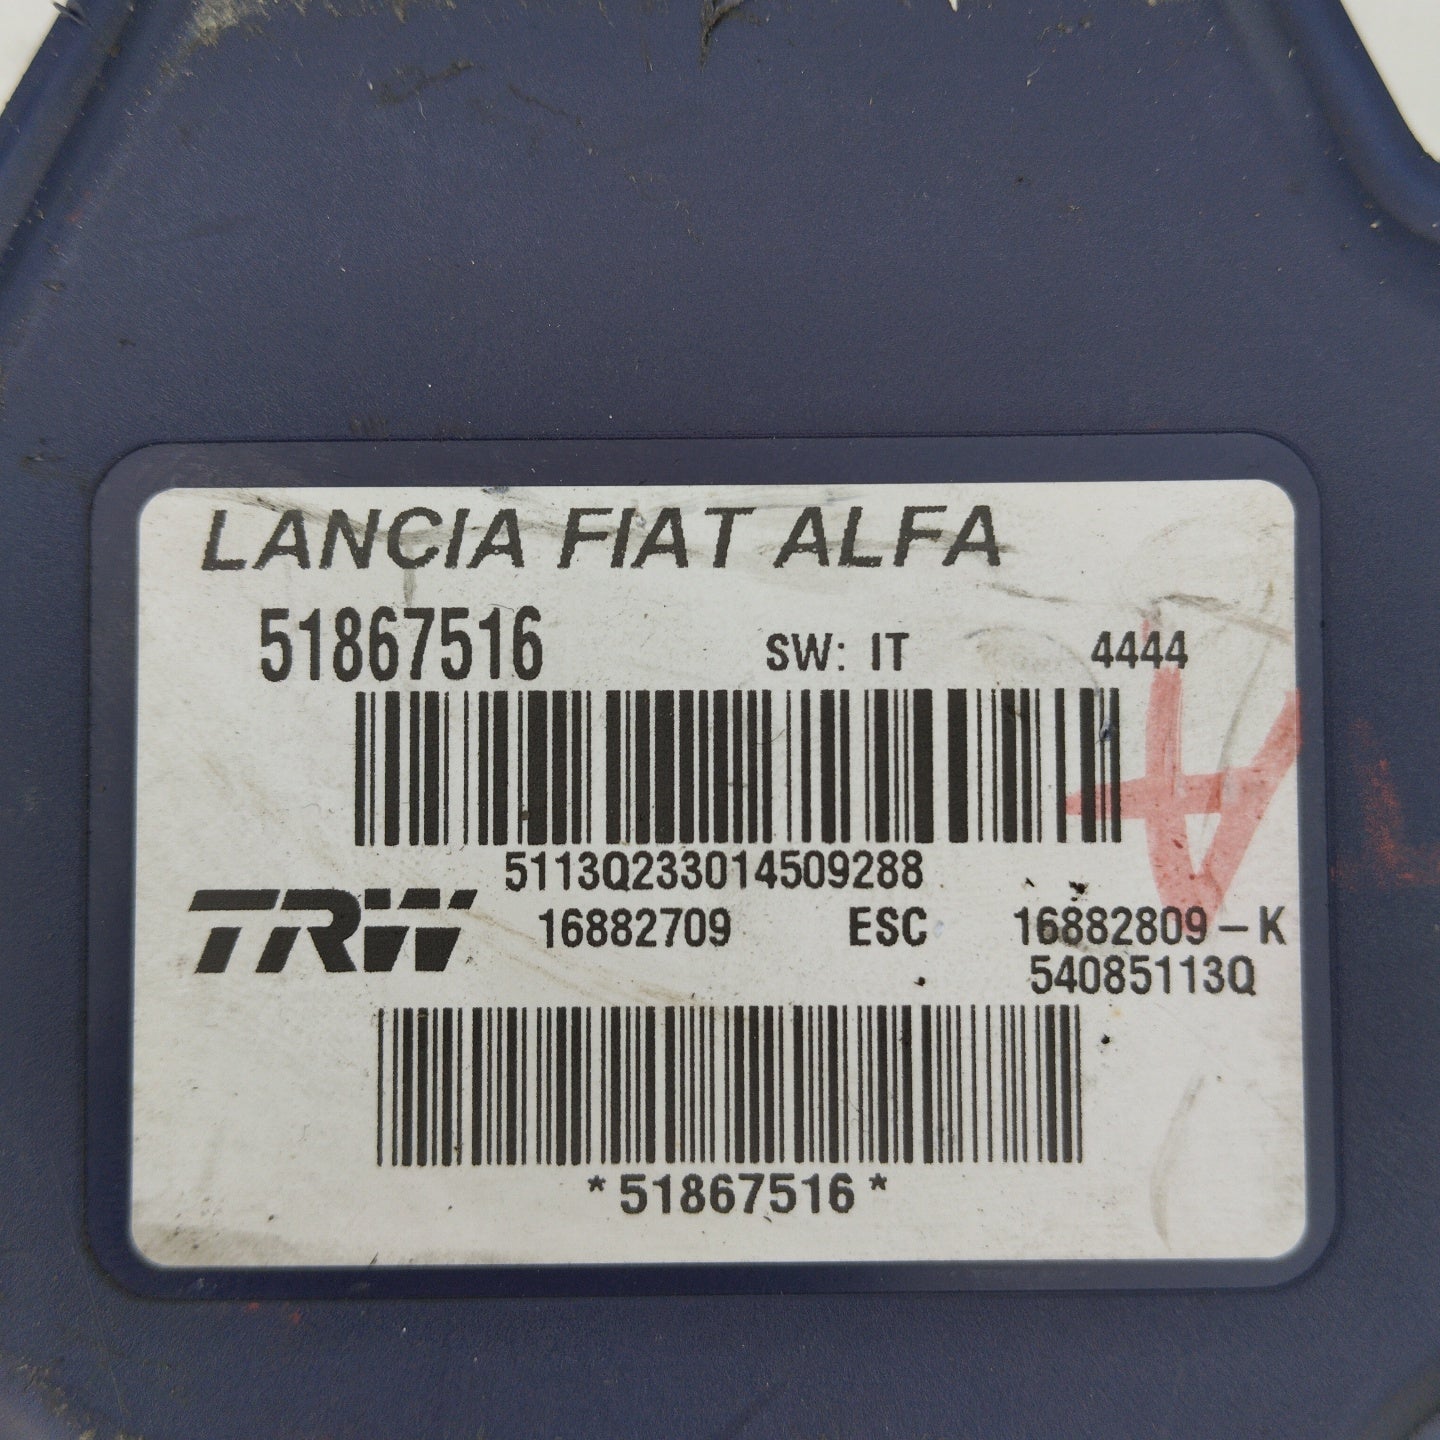 LANCIA FIAT ALFA
51867516 SW: IT 4444
5113Q233014509288
TRW 16882709 ESC 16882809-K
54085113Q
*51867516*
A